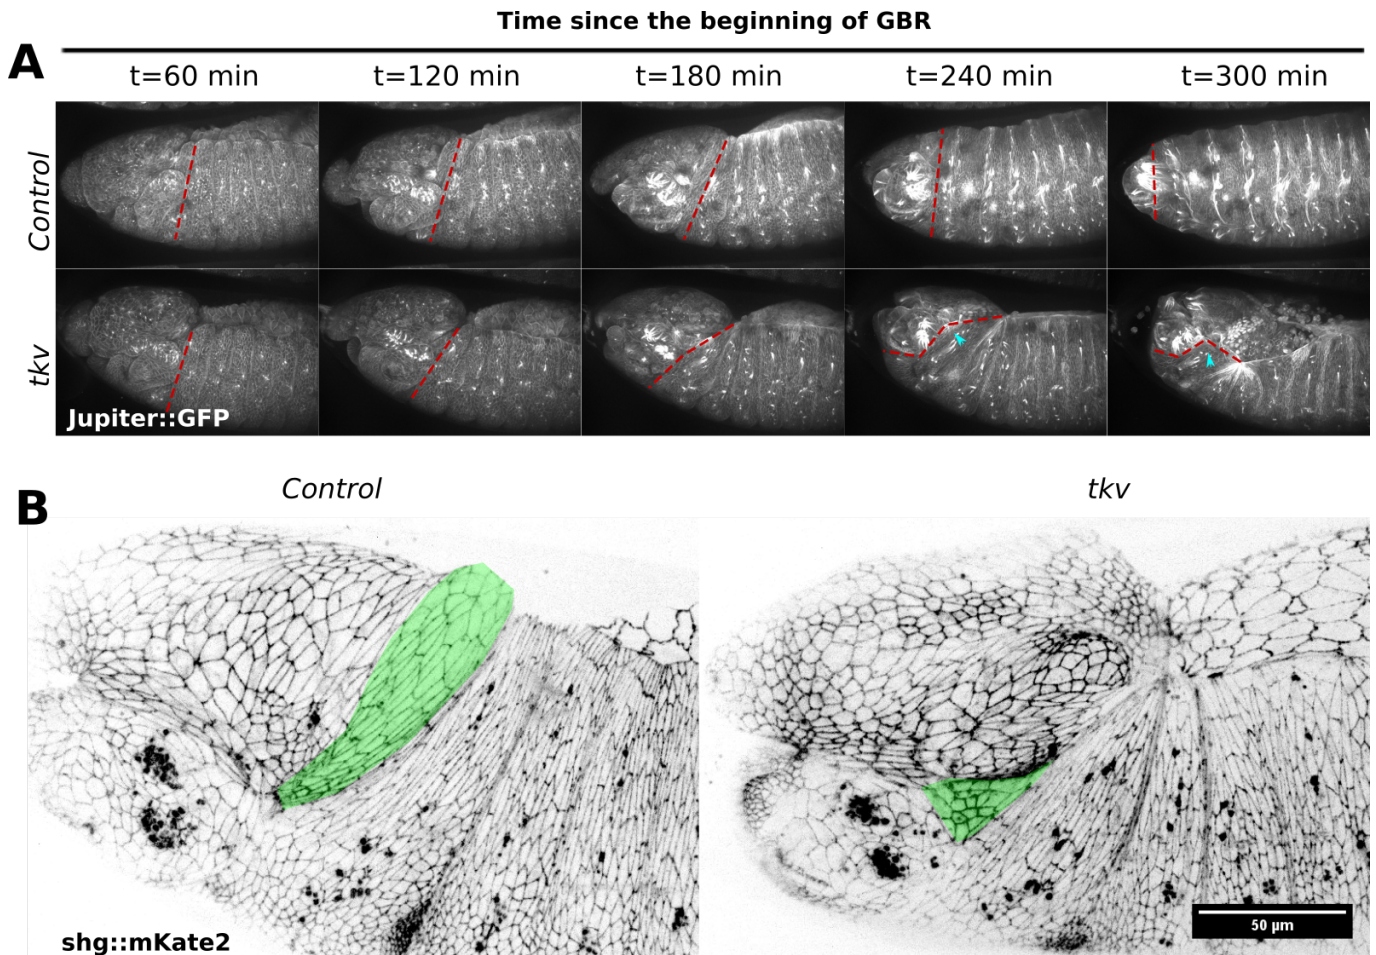 Time since the beginning of GBR
A
t=60 min t=120 min t=180 min t=240 min t=300 min
Control
tkv
Jupiter::GFP
B
Control tkv
shg::mKate2
50 µm